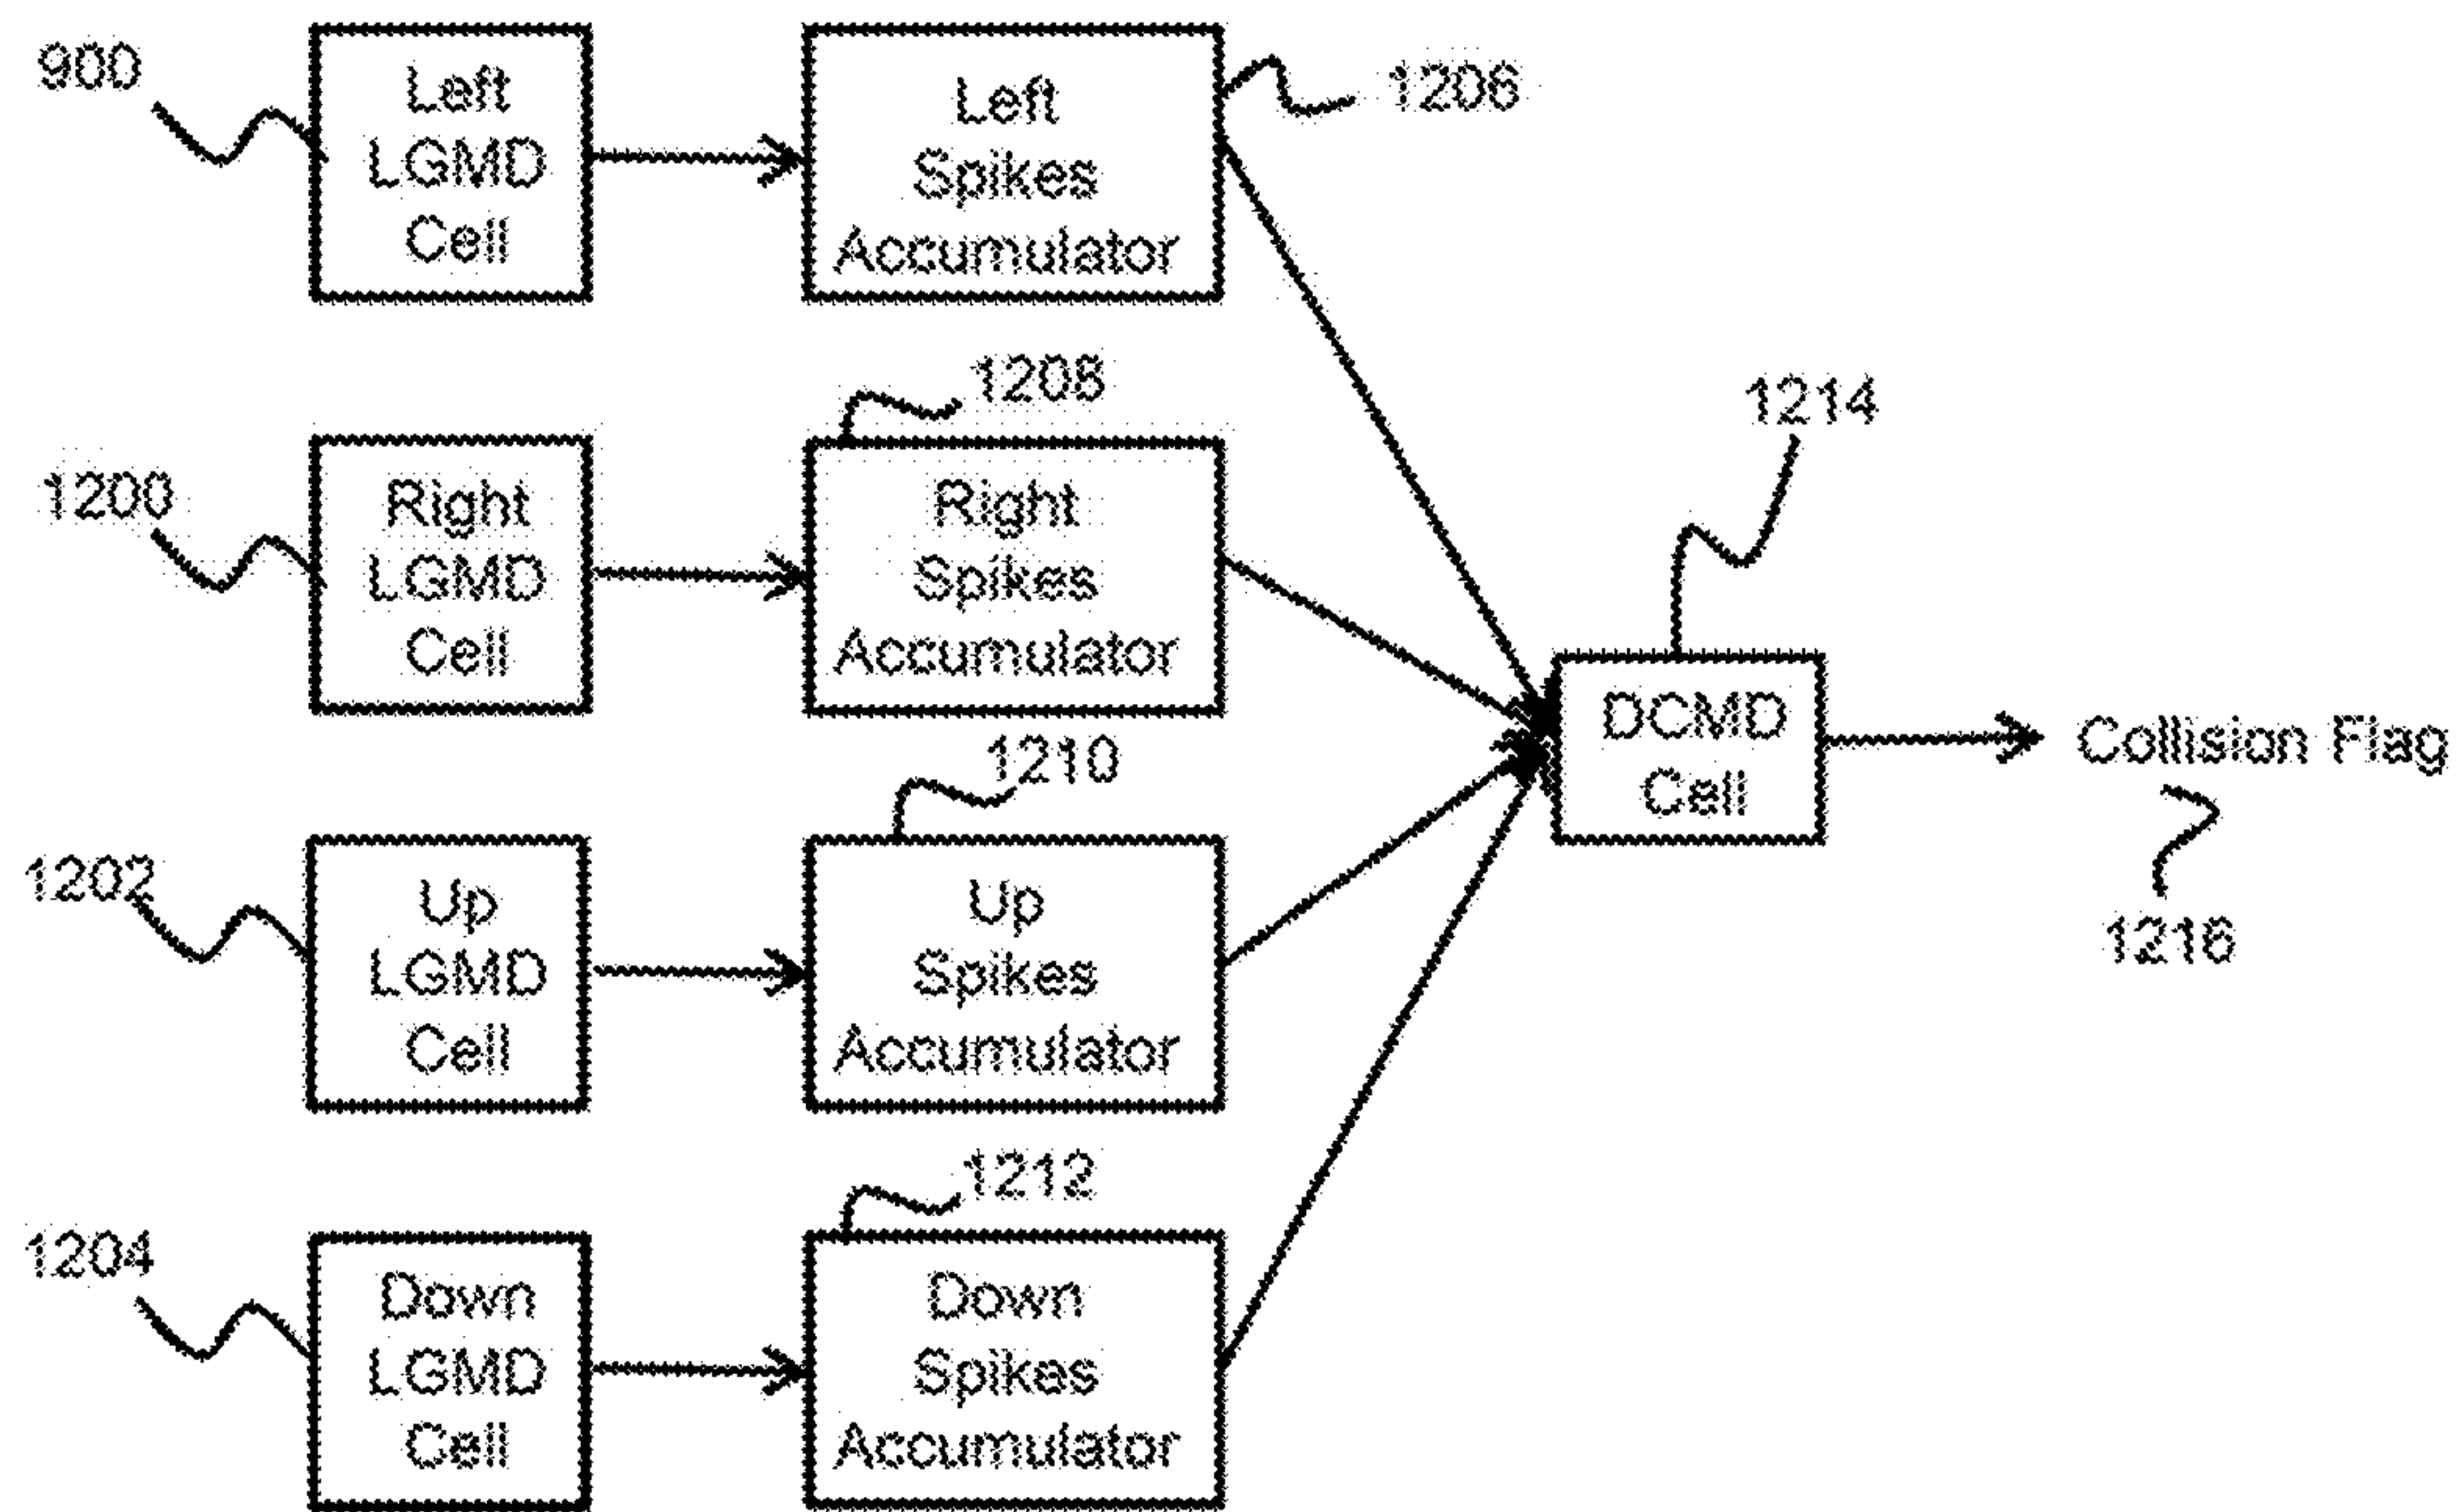 900
Left
LGMD
Cell
Left
Spikes
Accumulator
1206
1200
Right
LGMD
Cell
1208
Right
Spikes
Accumulator
1214
1202
Up
LGMD
Cell
1210
Up
Spikes
Accumulator
DCMD
Cell
Collision Flag
1216
1204
Down
LGMD
Cell
1212
Down
Spikes
Accumulator